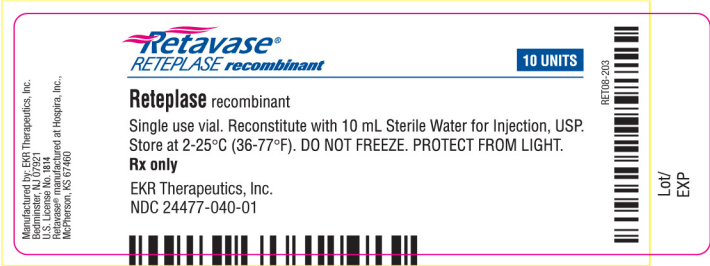 Retavase®
RETEPLASE recombinant
10 UNITS
Reteplase recombinant
Single use vial. Reconstitute with 10 mL Sterile Water for Injection, USP.
Store at 2-25°C (36-77°F). DO NOT FREEZE. PROTECT FROM LIGHT.
Rx only
EKR Therapeutics, Inc.
NDC 24477-040-01
Manufactured by: EKR Therapeutics, Inc.
Bedminster, NJ 07921
U.S. License No. 1814
Retavase® manufactured at Hospira, Inc.,
McPherson, KS 67460
RET08-203
Lot/
EXP